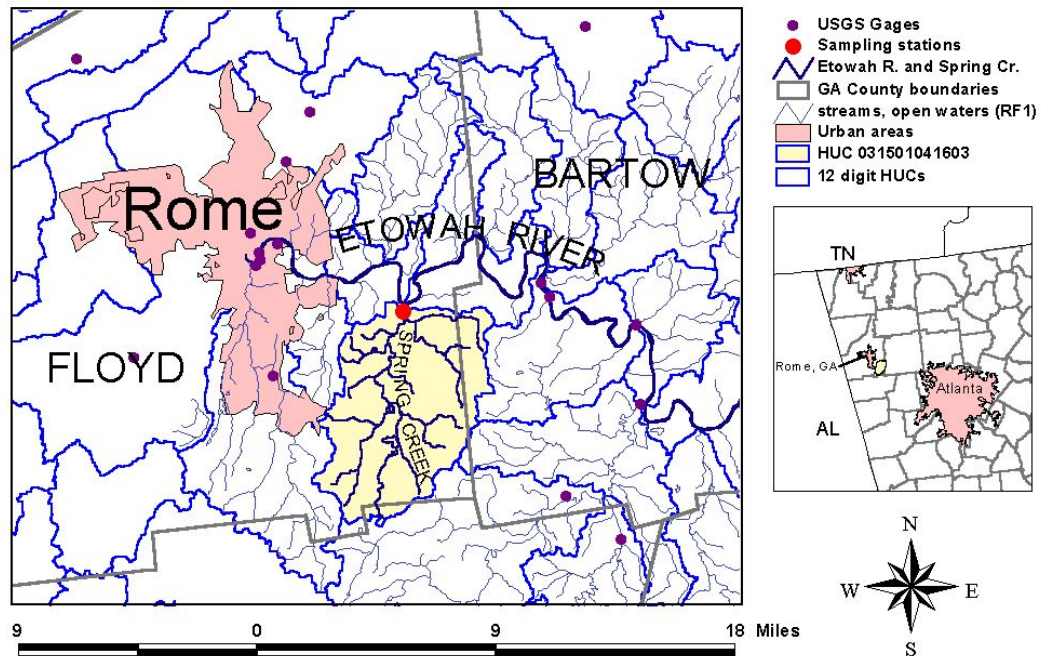 Rome
BARTOW
ETOWAH RIVER
FLOYD
SPRING CREEK
9 0 9 18 Miles
USGS Gages
Sampling stations
Etowah R. and Spring Cr.
GA County boundaries
streams, open waters (RF1)
Urban areas
HUC 031501041603
12 digit HUCs
TN
Rome, GA
Atlanta
AL
N
W E
S